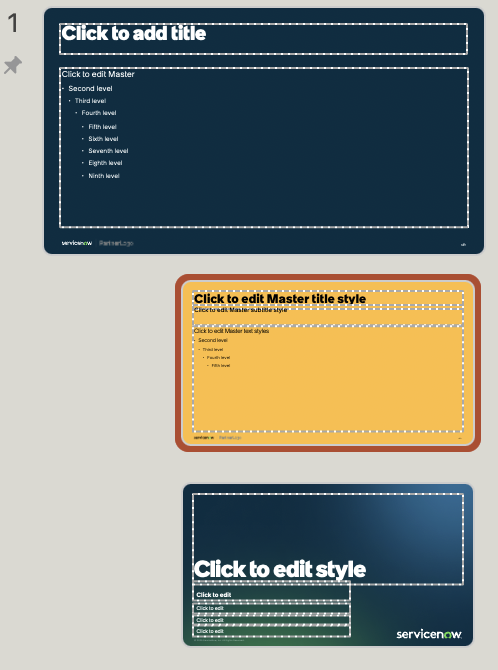 1
Click to add title
Click to edit Master
• Second level
• Third level
• Fourth level
• Fifth level
• Sixth level
• Seventh level
• Eighth level
• Ninth level
servicenow PartnerLogo
Click to edit Master title style
Click to edit Master subtitle style
Click to edit Master text styles
Second level
• Third level
• Fourth level
• Fifth level
servicenow PartnerLogo
Click to edit style
Click to edit
Click to edit
Click to edit
Click to edit
servicenow